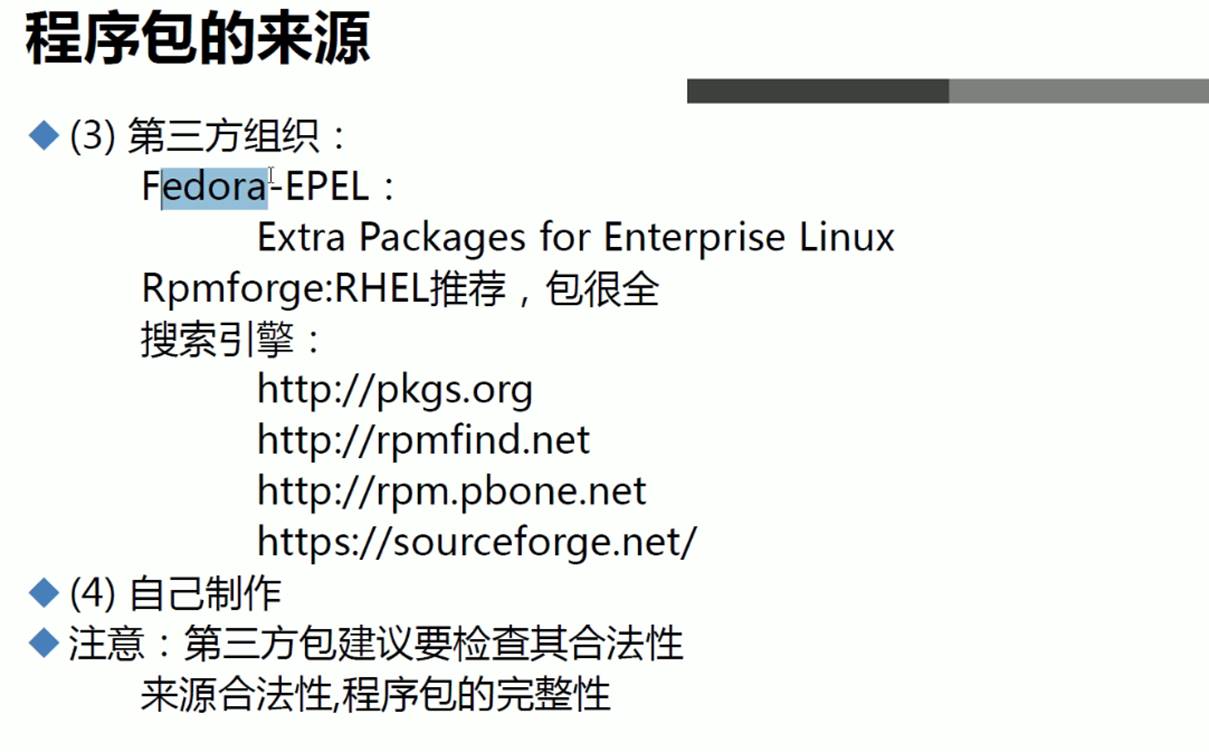 程序包的来源
(3) 第三方组织：
Fedora-EPEL：
Extra Packages for Enterprise Linux
Rpmforge:RHEL推荐，包很全
搜索引擎：
http://pkgs.org
http://rpmfind.net
http://rpm.pbone.net
https://sourceforge.net/
(4) 自己制作
注意：第三方包建议要检查其合法性
来源合法性,程序包的完整性